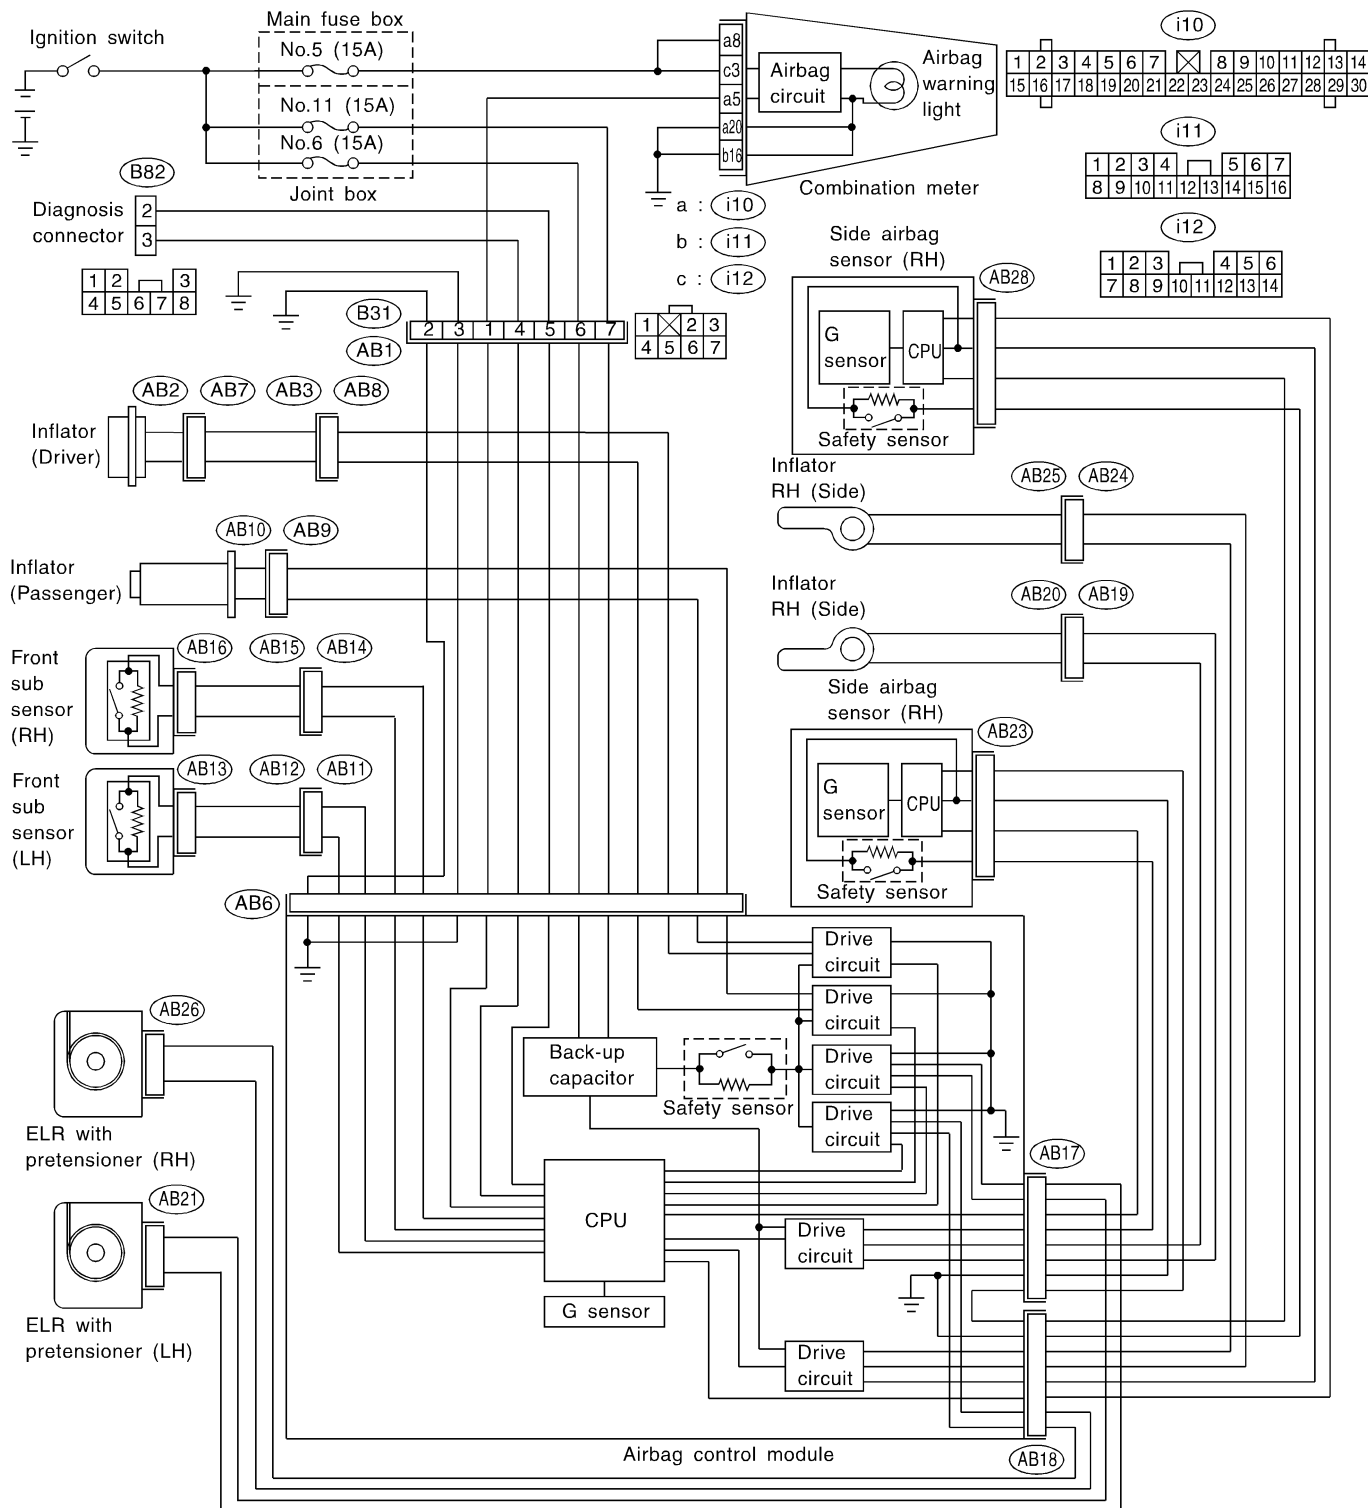 Main fuse box
Ignition switch
No.5 (15A)
No.11 (15A)
No.6 (15A)
Joint box
a8
c3
a5
a20
b16
Airbag
circuit
Airbag
warning
light
Combination meter
a : i10
b : i11
c : i12
i10
1 2 3 4 5 6 7 8 9 10 11 12 13 14
15 16 17 18 19 20 21 22 23 24 25 26 27 28 29 30
i11
1 2 3 4 5 6 7
8 9 10 11 12 13 14 15 16
i12
1 2 3 4 5 6
7 8 9 10 11 12 13 14
B82
Diagnosis
connector
2
3
1 2 3
4 5 6 7 8
B31
2 3 1 4 5 6 7
AB1
1 2 3
4 5 6 7
Side airbag
sensor (RH)
AB28
G
sensor
CPU
Safety sensor
AB2 AB7 AB3 AB8
Inflator
(Driver)
Inflator
RH (Side)
AB25 AB24
AB10 AB9
Inflator
(Passenger)
Inflator
RH (Side)
AB20 AB19
Front
sub
sensor
(RH)
AB16 AB15 AB14
Side airbag
sensor (RH)
AB23
G
sensor
CPU
Safety sensor
Front
sub
sensor
(LH)
AB13 AB12 AB11
AB6
Drive
circuit
Drive
circuit
Drive
circuit
Drive
circuit
Back-up
capacitor
Safety sensor
AB26
ELR with
pretensioner (RH)
AB21
ELR with
pretensioner (LH)
CPU
G sensor
Drive
circuit
Drive
circuit
AB17
AB18
Airbag control module